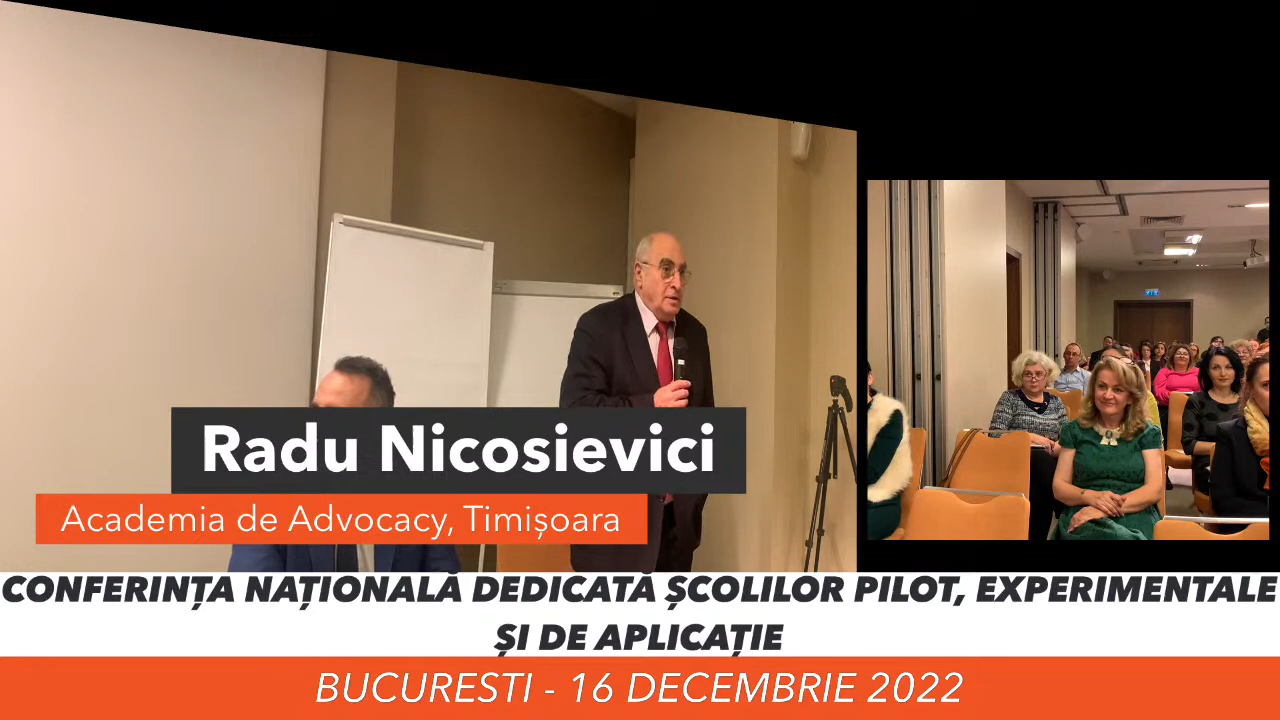 Radu Nicosievici
Academia de Advocacy, Timișoara
CONFERINȚA NAȚIONALĂ DEDICATĂ ȘCOLILOR PILOT, EXPERIMENTALE
ȘI DE APLICAȚIE
BUCURESTI - 16 DECEMBRIE 2022